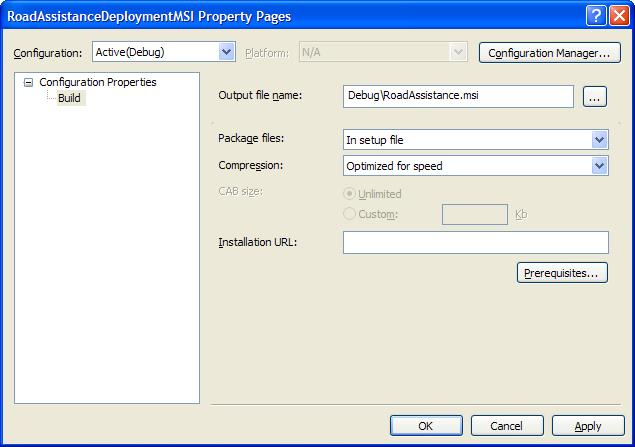 RoadAssistanceDeploymentMSI Property Pages
Configuration: Active(Debug) Platform: N/A Configuration Manager...
Configuration Properties
Build
Output file name: Debug\RoadAssistance.msi ...
Package files: In setup file
Compression: Optimized for speed
CAB size: Unlimited
Custom: Kb
Installation URL:
Prerequisites...
OK Cancel Apply